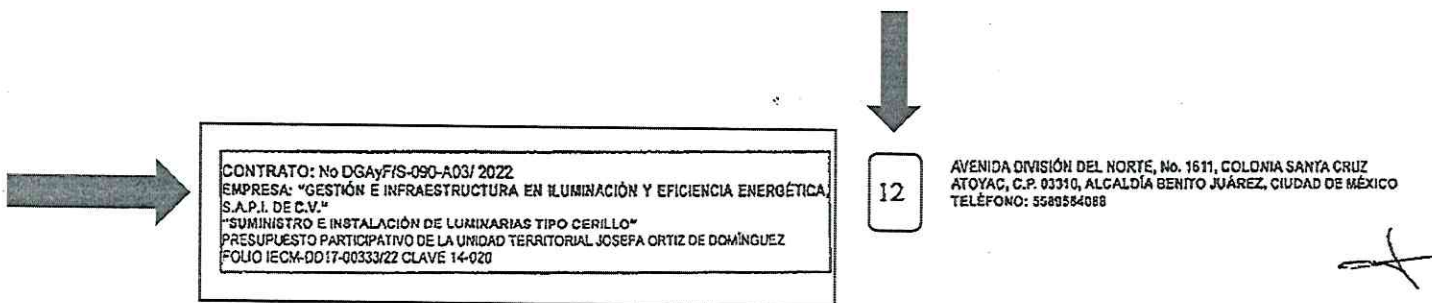 CONTRATO: No DGAyF/S-090-A03/ 2022
EMPRESA: "GESTIÓN E INFRAESTRUCTURA EN ILUMINACIÓN Y EFICIENCIA ENERGÉTICA,
S.A.P.I. DE C.V."
"SUMINISTRO E INSTALACIÓN DE LUMINARIAS TIPO CERILLO"
PRESUPUESTO PARTICIPATIVO DE LA UNIDAD TERRITORIAL JOSEFA ORTIZ DE DOMÍNGUEZ
FOLIO IECM-DD17-00333/22 CLAVE 14-020
12
AVENIDA DIVISIÓN DEL NORTE, No. 1611, COLONIA SANTA CRUZ
ATOYAC, C.P. 03310, ALCALDÍA BENITO JUÁREZ, CIUDAD DE MÉXICO
TELÉFONO: 5589584088